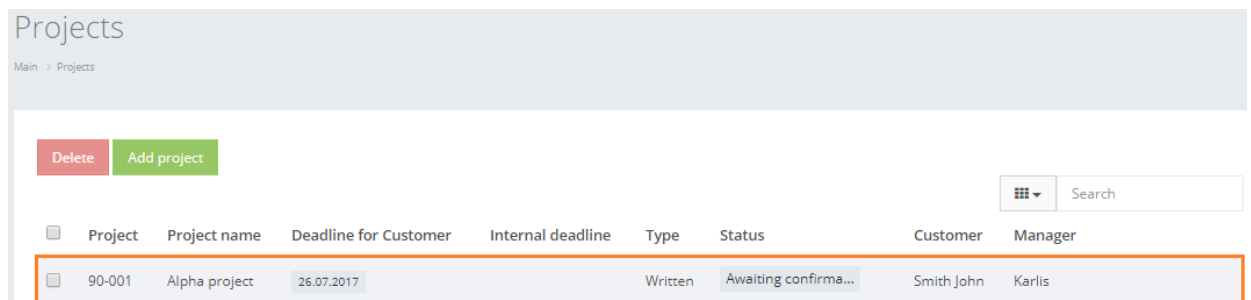 Projects
Main > Projects
Delete Add project
Search
Project Project name Deadline for Customer Internal deadline Type Status Customer Manager
90-001 Alpha project 26.07.2017 Written Awaiting confirma... Smith John Karlis